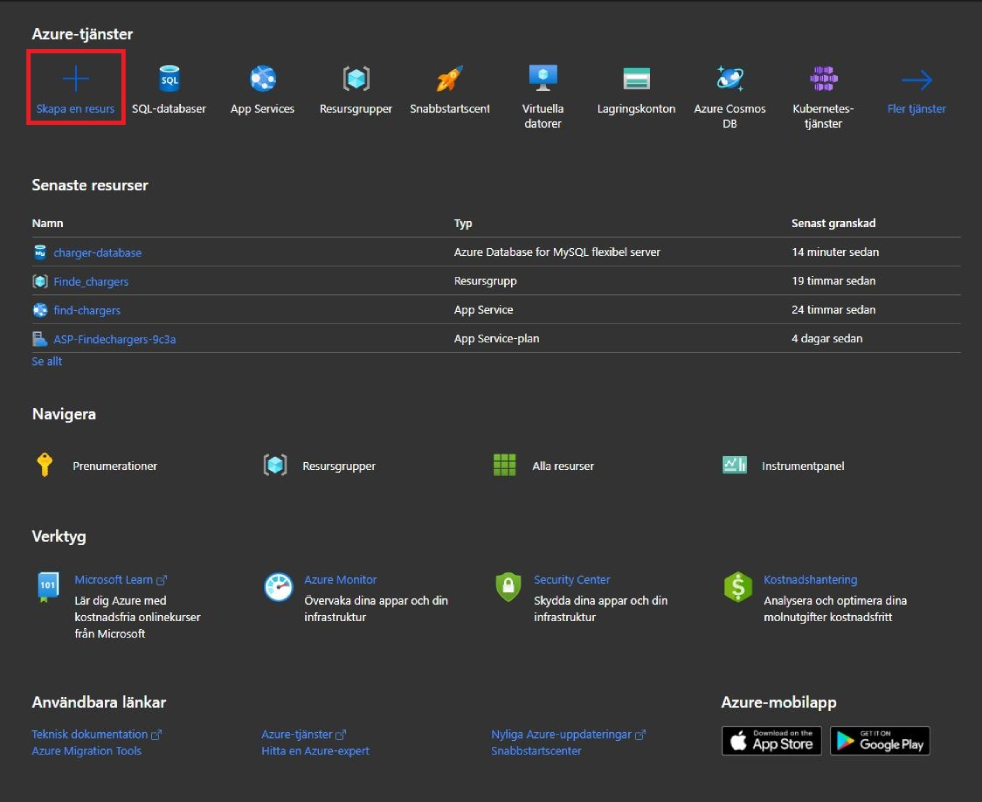 Azure-tjänster
Skapa en resurs
SQL
SQL-databaser
App Services
Resursgrupper
Snabbstartscent
Virtuella
datorer
Lagringskonton
Azure Cosmos
DB
Kubernetes-
tjänster
Fler tjänster
Senaste resurser
Namn Typ Senast granskad
charger-database Azure Database for MySQL flexibel server 14 minuter sedan
Finde_chargers Resursgrupp 19 timmar sedan
find-chargers App Service 24 timmar sedan
ASP-Findechargers-9c3a App Service-plan 4 dagar sedan
Se allt
Navigera
Prenumerationer
Resursgrupper
Alla resurser
Instrumentpanel
Verktyg
101
Microsoft Learn
Lär dig Azure med
kostnadsfria onlinekurser
från Microsoft
Azure Monitor
Övervaka dina appar och din
infrastruktur
Security Center
Skydda dina appar och din
infrastruktur
$
Kostnadshantering
Analysera och optimera dina
molnutgifter kostnadsfritt
Användbara länkar
Teknisk dokumentation
Azure Migration Tools
Azure-tjänster
Hitta en Azure-expert
Nyliga Azure-uppdateringar
Snabbstartscenter
Azure-mobilapp
Download on the
App Store
GET IT ON
Google Play